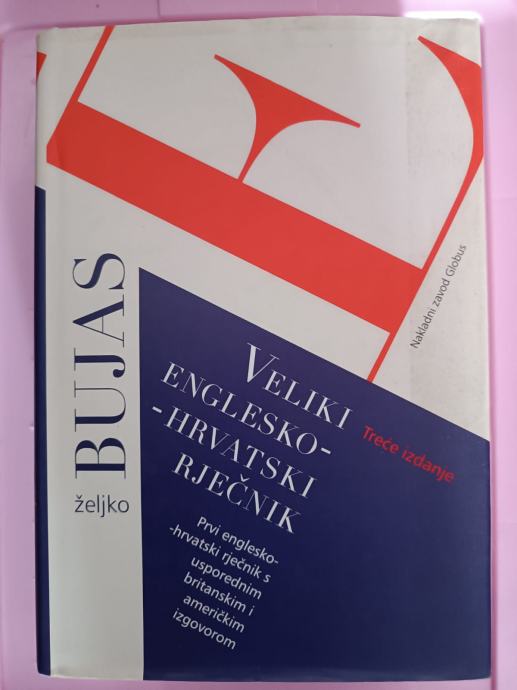 željko
BUJAS
Nakladni zavod Globus
VELIKI
ENGLESKO-
-HRVATSKI
RJEČNIK
Treće izdanje
Prvi englesko-
-hrvatski rječnik s
usporednim
britanskim i
američkim
izgovorom